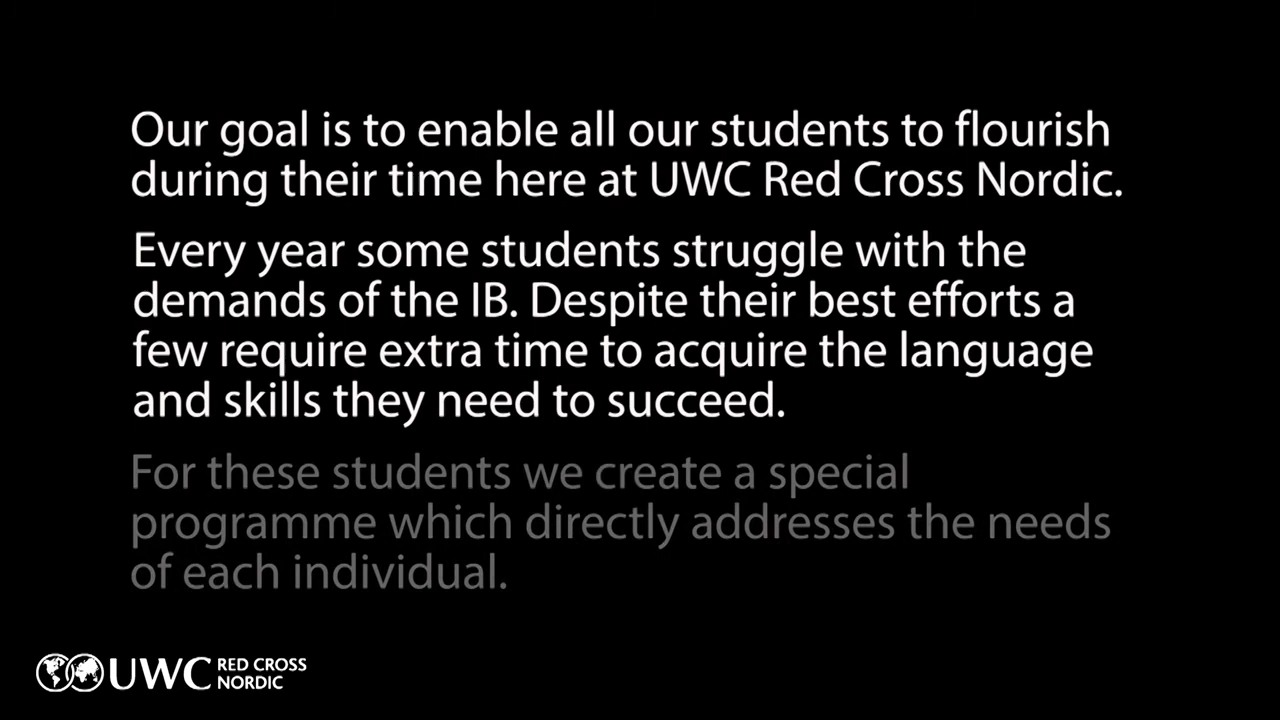 Our goal is to enable all our students to flourish
during their time here at UWC Red Cross Nordic.
Every year some students struggle with the
demands of the IB. Despite their best efforts a
few require extra time to acquire the language
and skills they need to succeed.
For these students we create a special
programme which directly addresses the needs
of each individual.
UWC RED CROSS
NORDIC